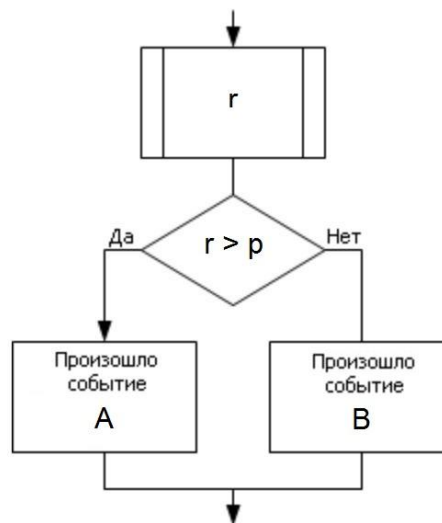 r
Да
r > p
Нет
Произошло
событие
A
Произошло
событие
B